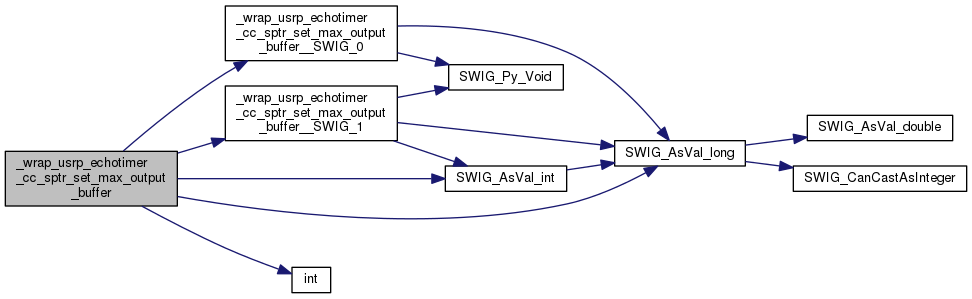 _wrap_usrp_echotimer
_cc_sptr_set_max_output
_buffer__SWIG_0
SWIG_Py_Void
_wrap_usrp_echotimer
_cc_sptr_set_max_output
_buffer__SWIG_1
SWIG_AsVal_double
SWIG_AsVal_long
_wrap_usrp_echotimer
_cc_sptr_set_max_output
_buffer
SWIG_AsVal_int
SWIG_CanCastAsInteger
int